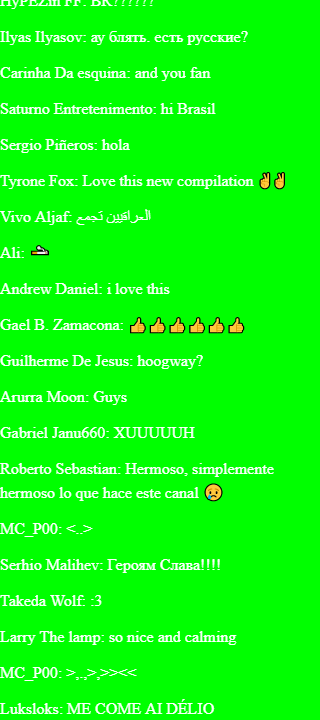 HyPEZin FF: BR??????
Ilyas Ilyasov: ау блять. есть русские?
Carinha Da esquina: and you fan
Saturno Entretenimento: hi Brasil
Sergio Piñeros: hola
Tyrone Fox: Love this new compilation ✌✌
Vivo Aljaf: العراقيين تجمع
Ali:
Andrew Daniel: i love this
Gael B. Zamacona: 👍👍👍👍👍👍
Guilherme De Jesus: hoogway?
Arurra Moon: Guys
Gabriel Janu660: XUUUUUH
Roberto Sebastian: Hermoso, simplemente
hermoso lo que hace este canal 😥
MC_P00: <..>
Serhio Malihev: Героям Слава!!!!
Takeda Wolf: :3
Larry The lamp: so nice and calming
MC_P00: >,.,>,>><<
Luksloks: ME COME AI DÉLIO